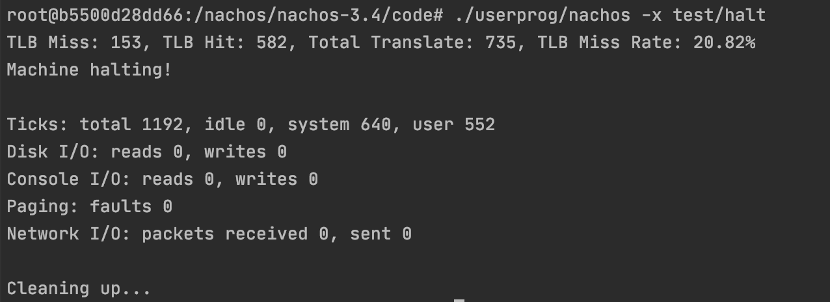 root@b5500d28dd66:/nachos/nachos-3.4/code# ./userprog/nachos -x test/halt
TLB Miss: 153, TLB Hit: 582, Total Translate: 735, TLB Miss Rate: 20.82%
Machine halting!
Ticks: total 1192, idle 0, system 640, user 552
Disk I/O: reads 0, writes 0
Console I/O: reads 0, writes 0
Paging: faults 0
Network I/O: packets received 0, sent 0
Cleaning up...